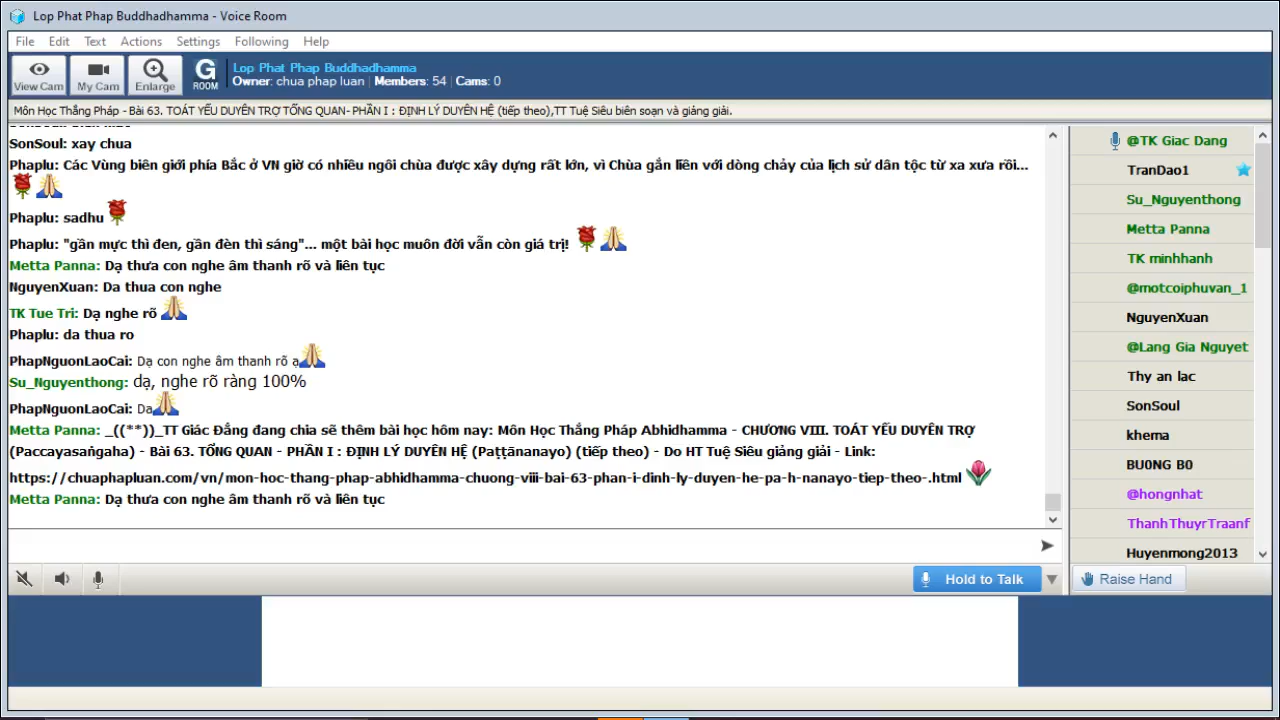 Lop Phat Phap Buddhadhamma - Voice Room
File Edit Text Actions Settings Following Help
View Cam My Cam Enlarge G ROOM
Lop Phat Phap Buddhadhamma
Owner: chua phap luan | Members: 54 | Cams: 0
Môn Học Thắng Pháp - Bài 63. TOÁT YẾU DUYÊN TRỢ TỔNG QUAN- PHẦN I : ĐỊNH LÝ DUYÊN HỆ (tiếp theo),TT Tuệ Siêu biên soạn và giảng giải.
SonSoul: xay chua
Phaplu: Các Vùng biên giới phía Bắc ở VN giờ có nhiều ngôi chùa được xây dựng rất lớn, vì Chùa gắn liền với dòng chảy của lịch sử dân tộc từ xa xưa rồi...
Phaplu: sadhu
Phaplu: "gần mực thì đen, gần đèn thì sáng"... một bài học muôn đời vẫn còn giá trị!
Metta Panna: Dạ thưa con nghe âm thanh rõ và liên tục
NguyenXuan: Da thua con nghe
TK Tue Tri: Dạ nghe rõ
Phaplu: da thua ro
PhapNguonLaoCai: Dạ con nghe âm thanh rõ ạ
Su_Nguyenthong: dạ, nghe rõ ràng 100%
PhapNguonLaoCai: Da
Metta Panna: _((**))_TT Giác Đẳng đang chia sẽ thêm bài học hôm nay: Môn Học Thắng Pháp Abhidhamma - CHƯƠNG VIII. TOÁT YẾU DUYÊN TRỢ
(Paccayasaṅgaha) - Bài 63. TỔNG QUAN - PHẦN I : ĐỊNH LÝ DUYÊN HỆ (Paṭṭānanayo) (tiếp theo) - Do HT Tuệ Siêu giảng giải - Link:
https://chuaphapluan.com/vn/mon-hoc-thang-phap-abhidhamma-chuong-viii-bai-63-phan-i-dinh-ly-duyen-he-pa-h-nanayo-tiep-theo-.html
Metta Panna: Dạ thưa con nghe âm thanh rõ và liên tục
@TK Giac Dang
TranDao1
Su_Nguyenthong
Metta Panna
TK minhhanh
@motcoiphuvan_1
NguyenXuan
@Lang Gia Nguyet
Thy an lac
SonSoul
khema
BU0NG B0
@hongnhat
ThanhThuyrTraanf
Huyenmong2013
Hold to Talk
Raise Hand